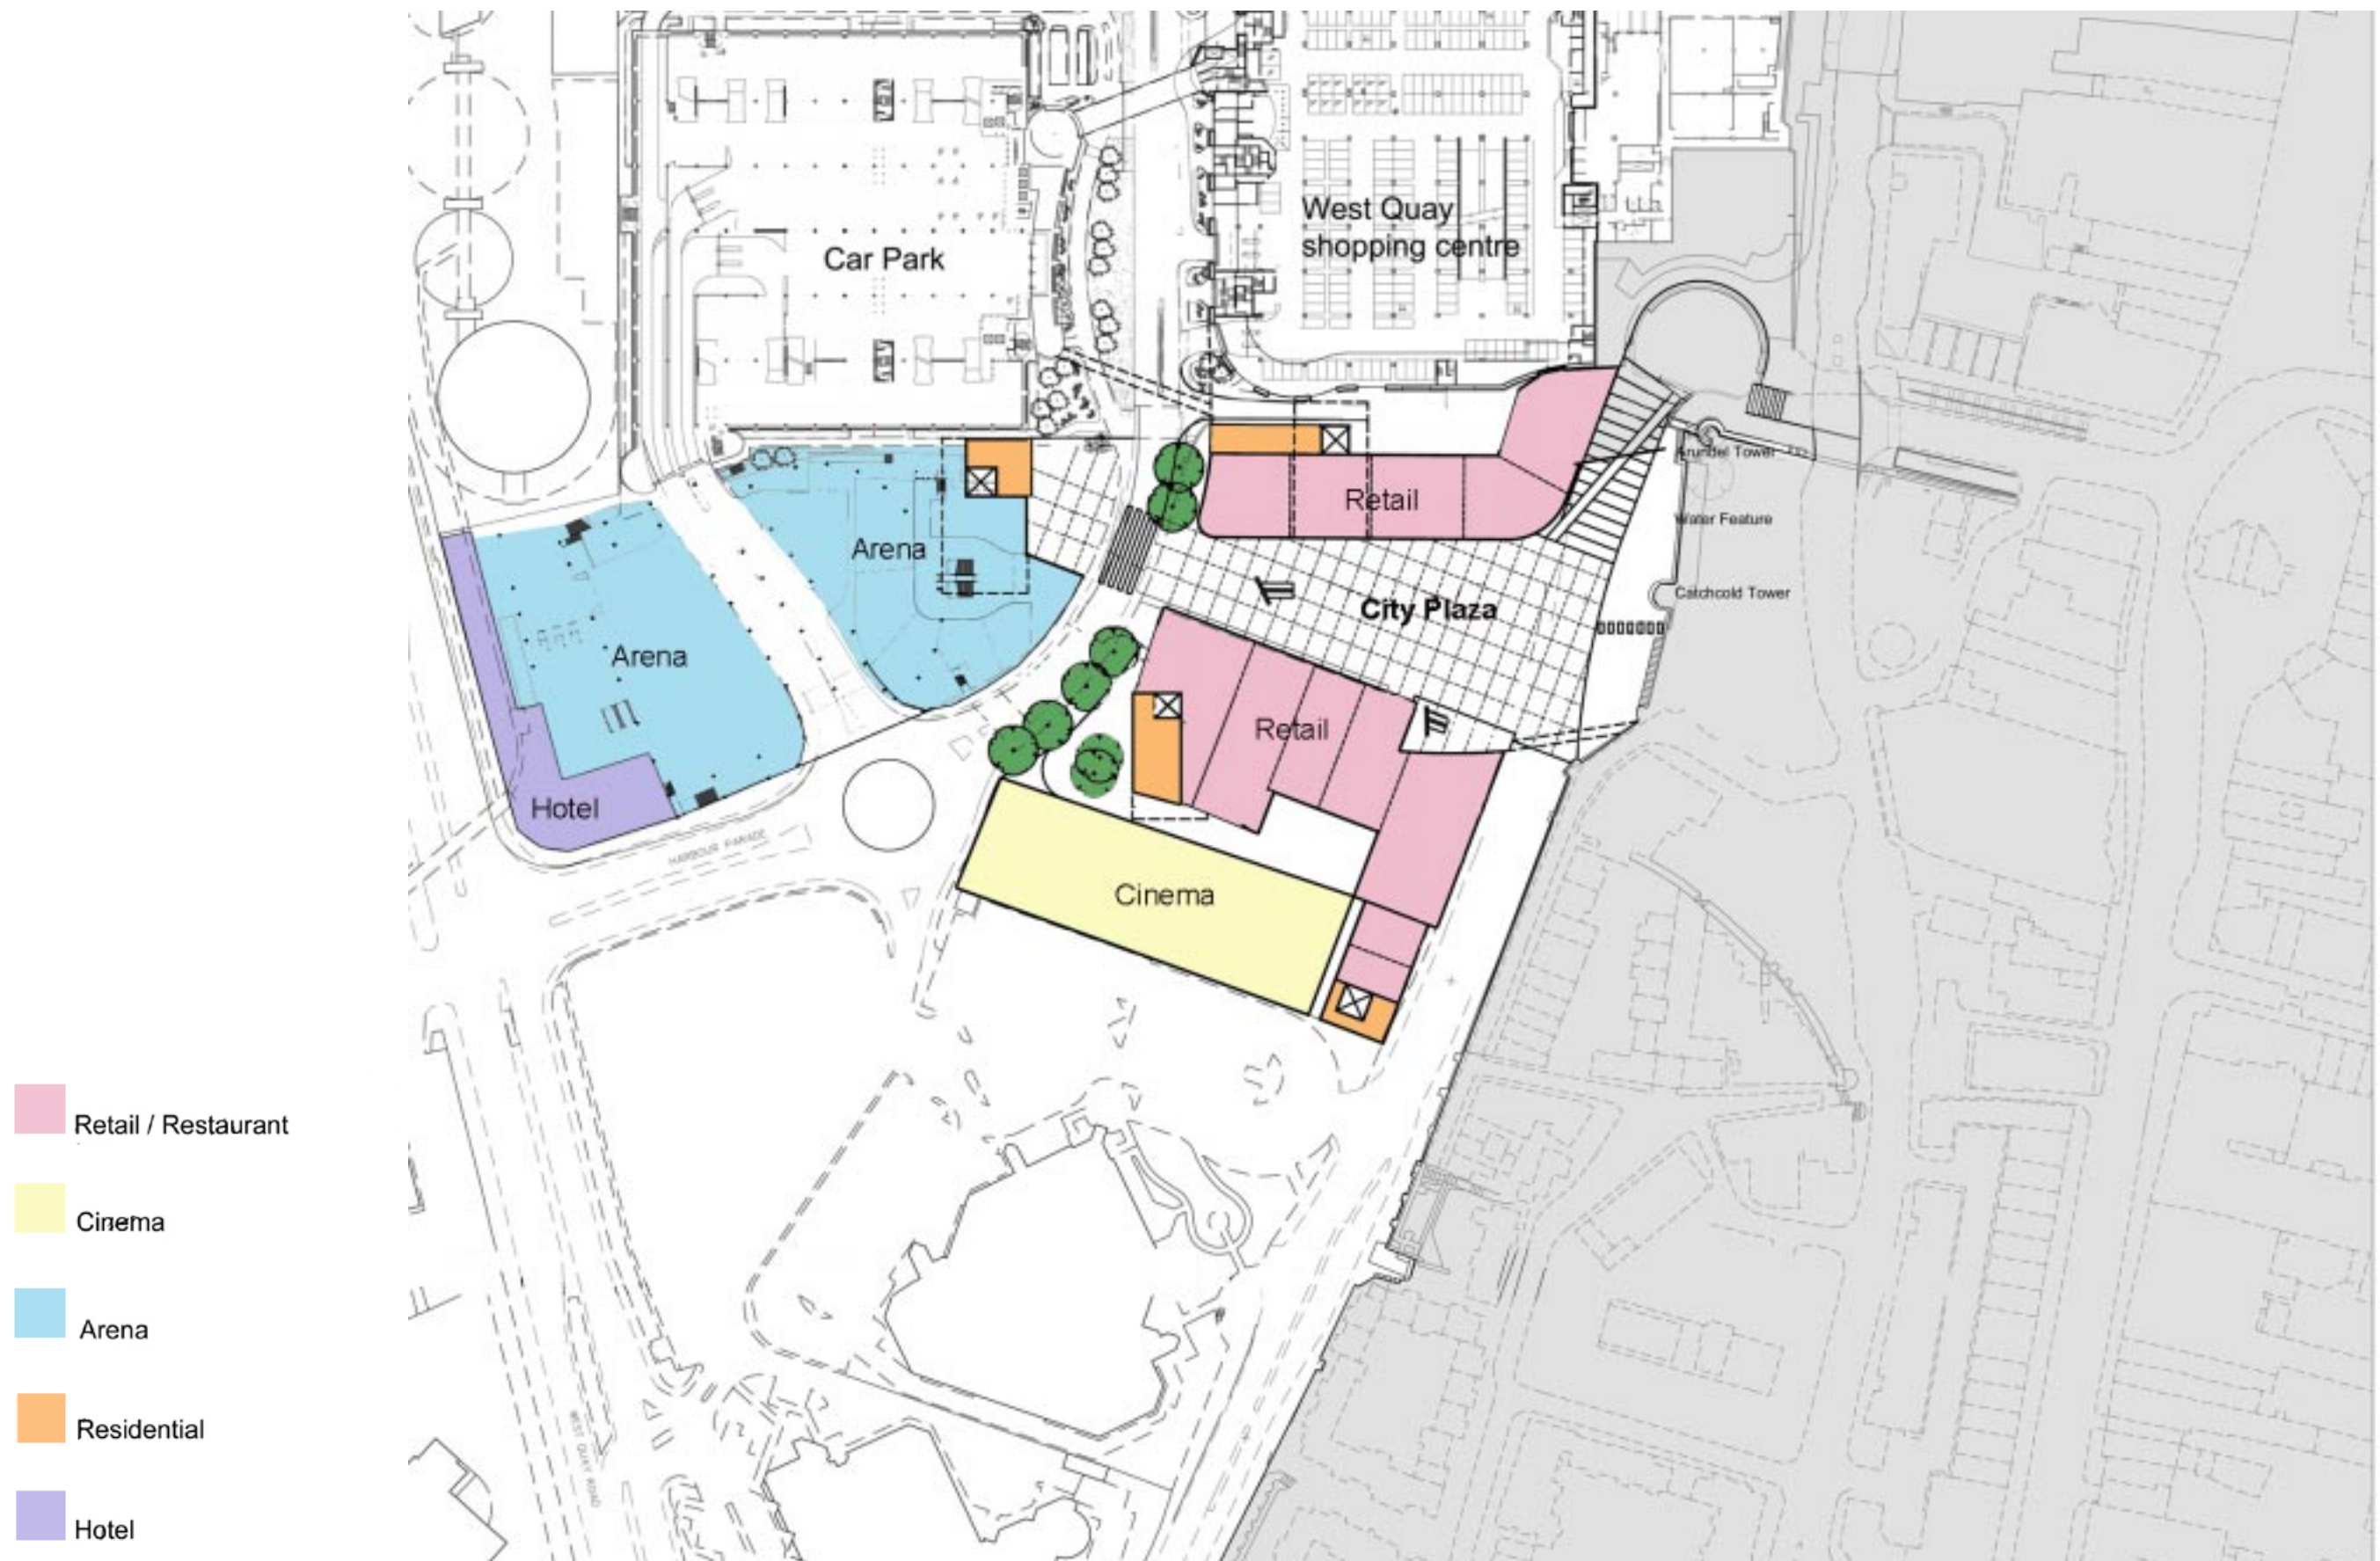 West Quay
shopping centre
Car Park
Arundel Tower
Retail
Water Feature
Arena
Catchcold Tower
City Plaza
Arena
Retail
Hotel
HARBOUR PARADE
Cinema
Retail / Restaurant
Cinema
Arena
Residential
WEST QUAY ROAD
Hotel